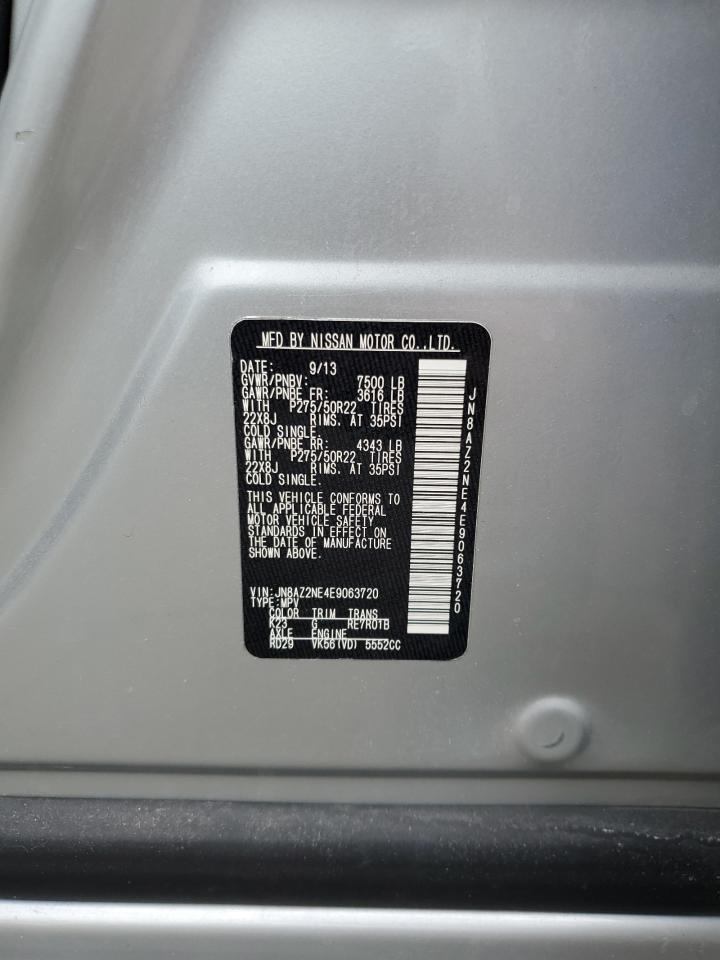 MFD BY NISSAN MOTOR CO.,LTD.
DATE: 9/13
GVWR/PNBV: 7500 LB
GAWR/PNBE FR: 3616 LB
WITH P275/50R22 TIRES
22X8J RIMS. AT 35PSI
COLD SINGLE.
GAWR/PNBE RR: 4343 LB
WITH P275/50R22 TIRES
22X8J RIMS. AT 35PSI
COLD SINGLE.
THIS VEHICLE CONFORMS TO
ALL APPLICABLE FEDERAL
MOTOR VEHICLE SAFETY
STANDARDS IN EFFECT ON
THE DATE OF MANUFACTURE
SHOWN ABOVE.
VIN:JN8AZ2NE4E9063720
TYPE:MPV
COLOR TRIM TRANS
K23 G RE7R01B
AXLE ENGINE
RD29 VK56(VD) 5552CC
JN8AZ2NE4E9063720